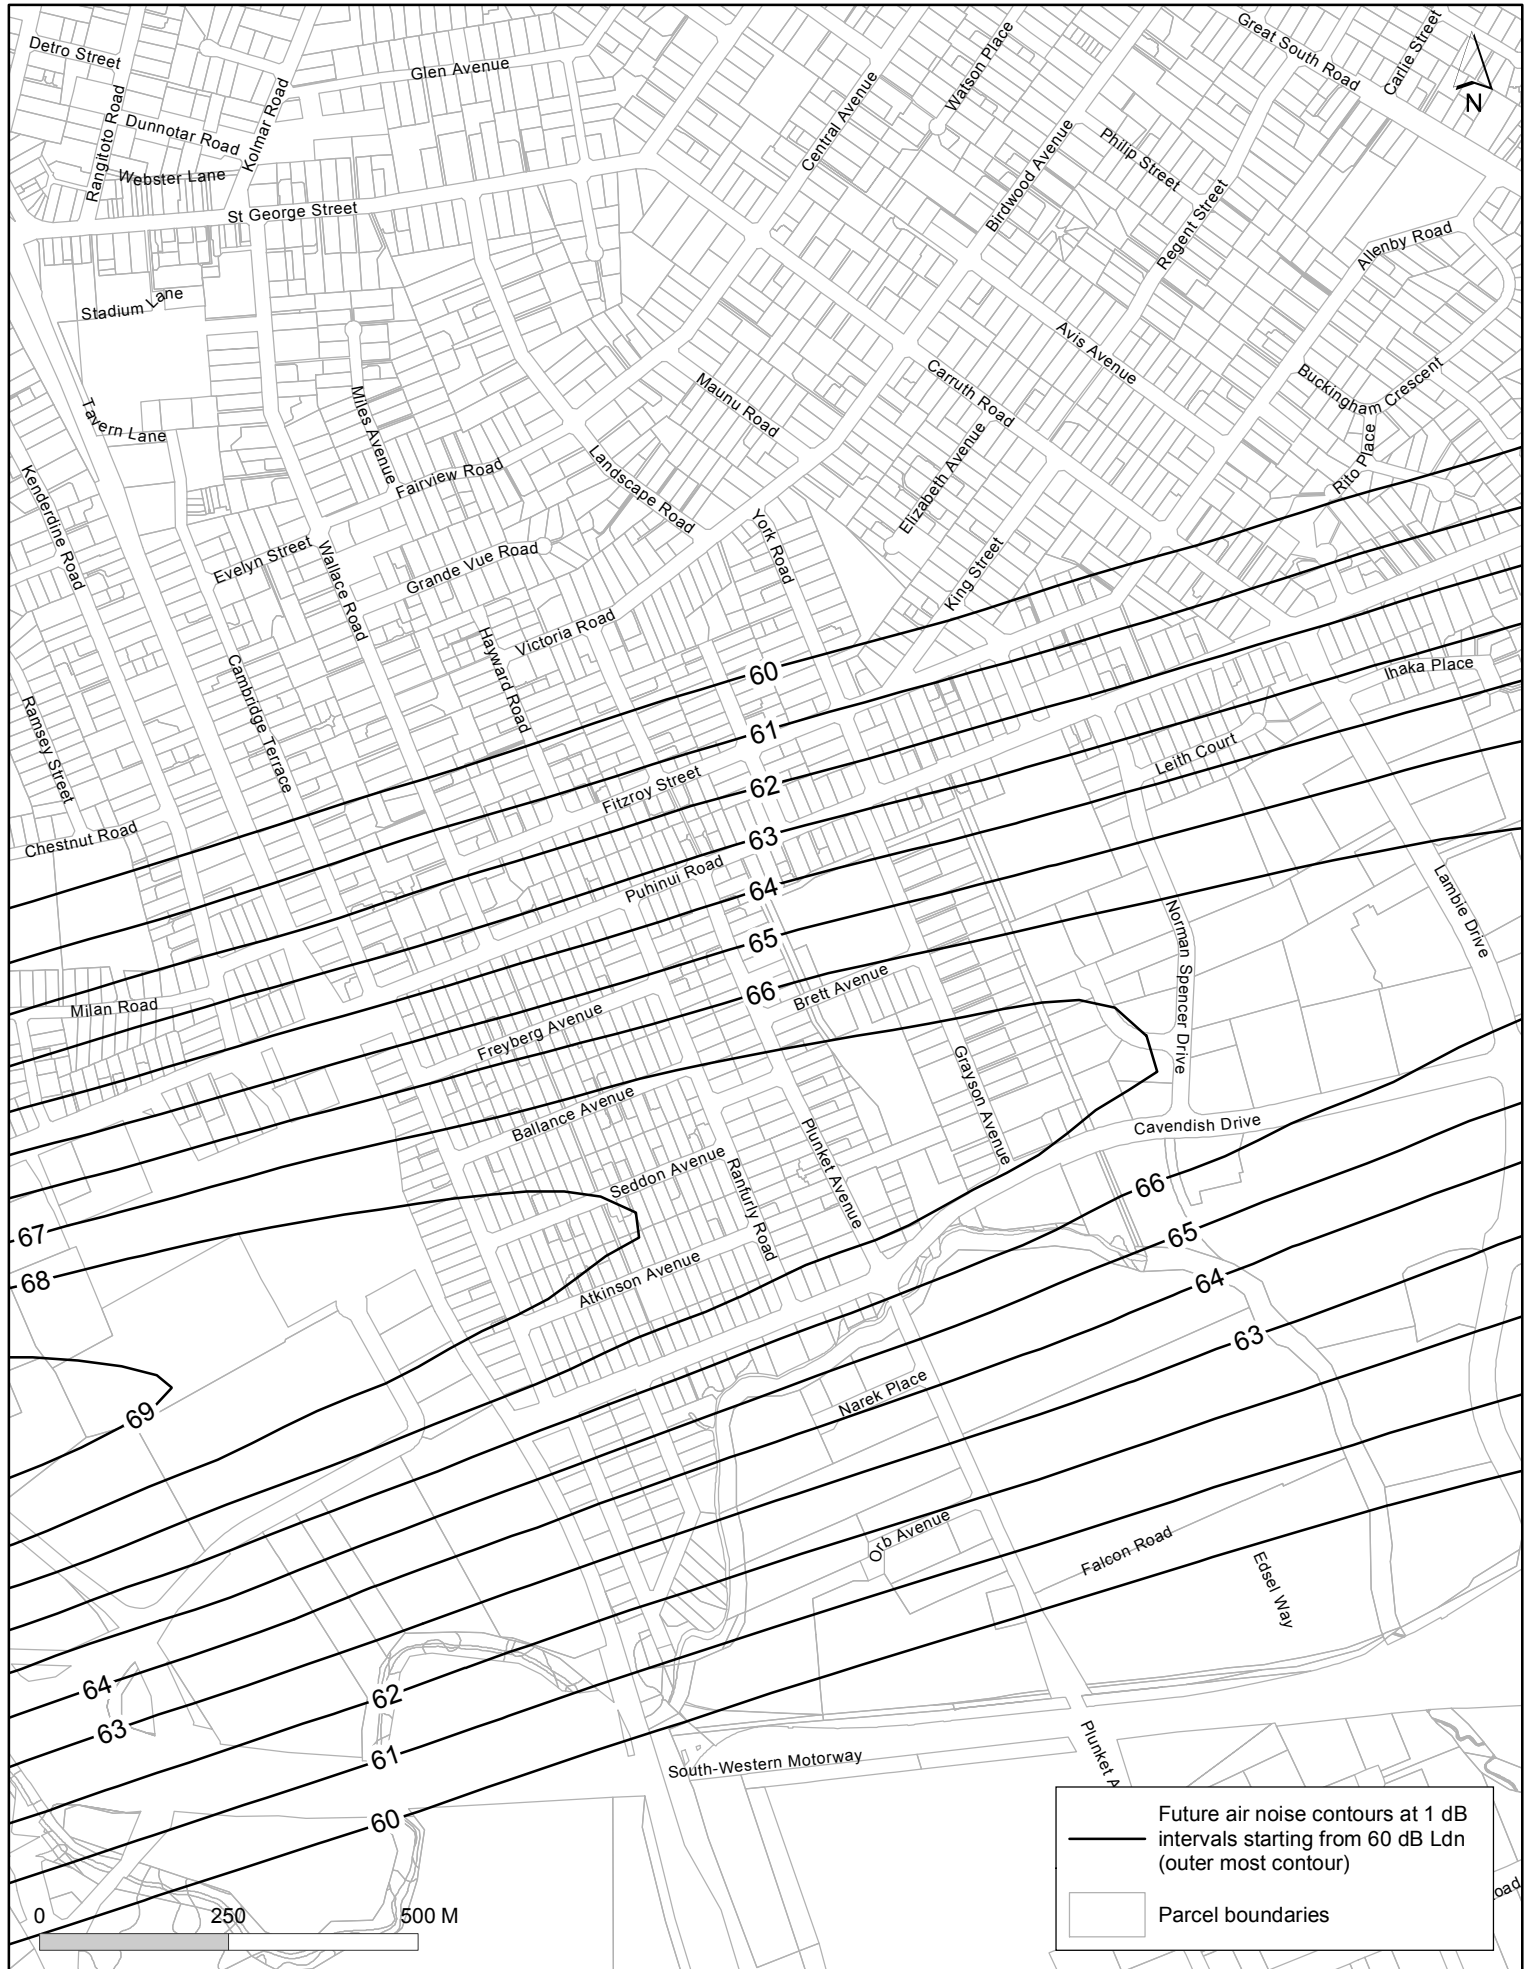 Detro Street
Glen Avenue
Watson Place
Great South Road
Carlie Street
N
Rangitoto Road
Dunnotar Road
Kolmar Road
Central Avenue
Birdwood Avenue
Philip Street
Webster Lane
St George Street
Regent Street
Allenby Road
Stadium Lane
Avis Avenue
Tavern Lane
Miles Avenue
Maunu Road
Carruth Road
Buckingham Crescent
Kenderdine Road
Fairview Road
Landscape Road
Elizabeth Avenue
Rito Place
Evelyn Street
Wallace Road
Grande Vue Road
York Road
King Street
Victoria Road
Hayward Road
Cambridge Terrace
60
Ihaka Place
Ramsey Street
61
Leith Court
62
Fitzroy Street
Chestnut Road
63
Puhinui Road
64
65
Lambie Drive
Norman Spencer Drive
66
Brett Avenue
Milan Road
Freyberg Avenue
Grayson Avenue
Ballance Avenue
Cavendish Drive
Plunket Avenue
Seddon Avenue
Ranfurly Road
66
67
65
68
Atkinson Avenue
64
63
Narek Place
69
Orb Avenue
Falcon Road
Edsel Way
64
62
63
61
South-Western Motorway
Plunket A
60
Future air noise contours at 1 dB
intervals starting from 60 dB Ldn
(outer most contour)
Parcel boundaries
oad
0 250 500 M